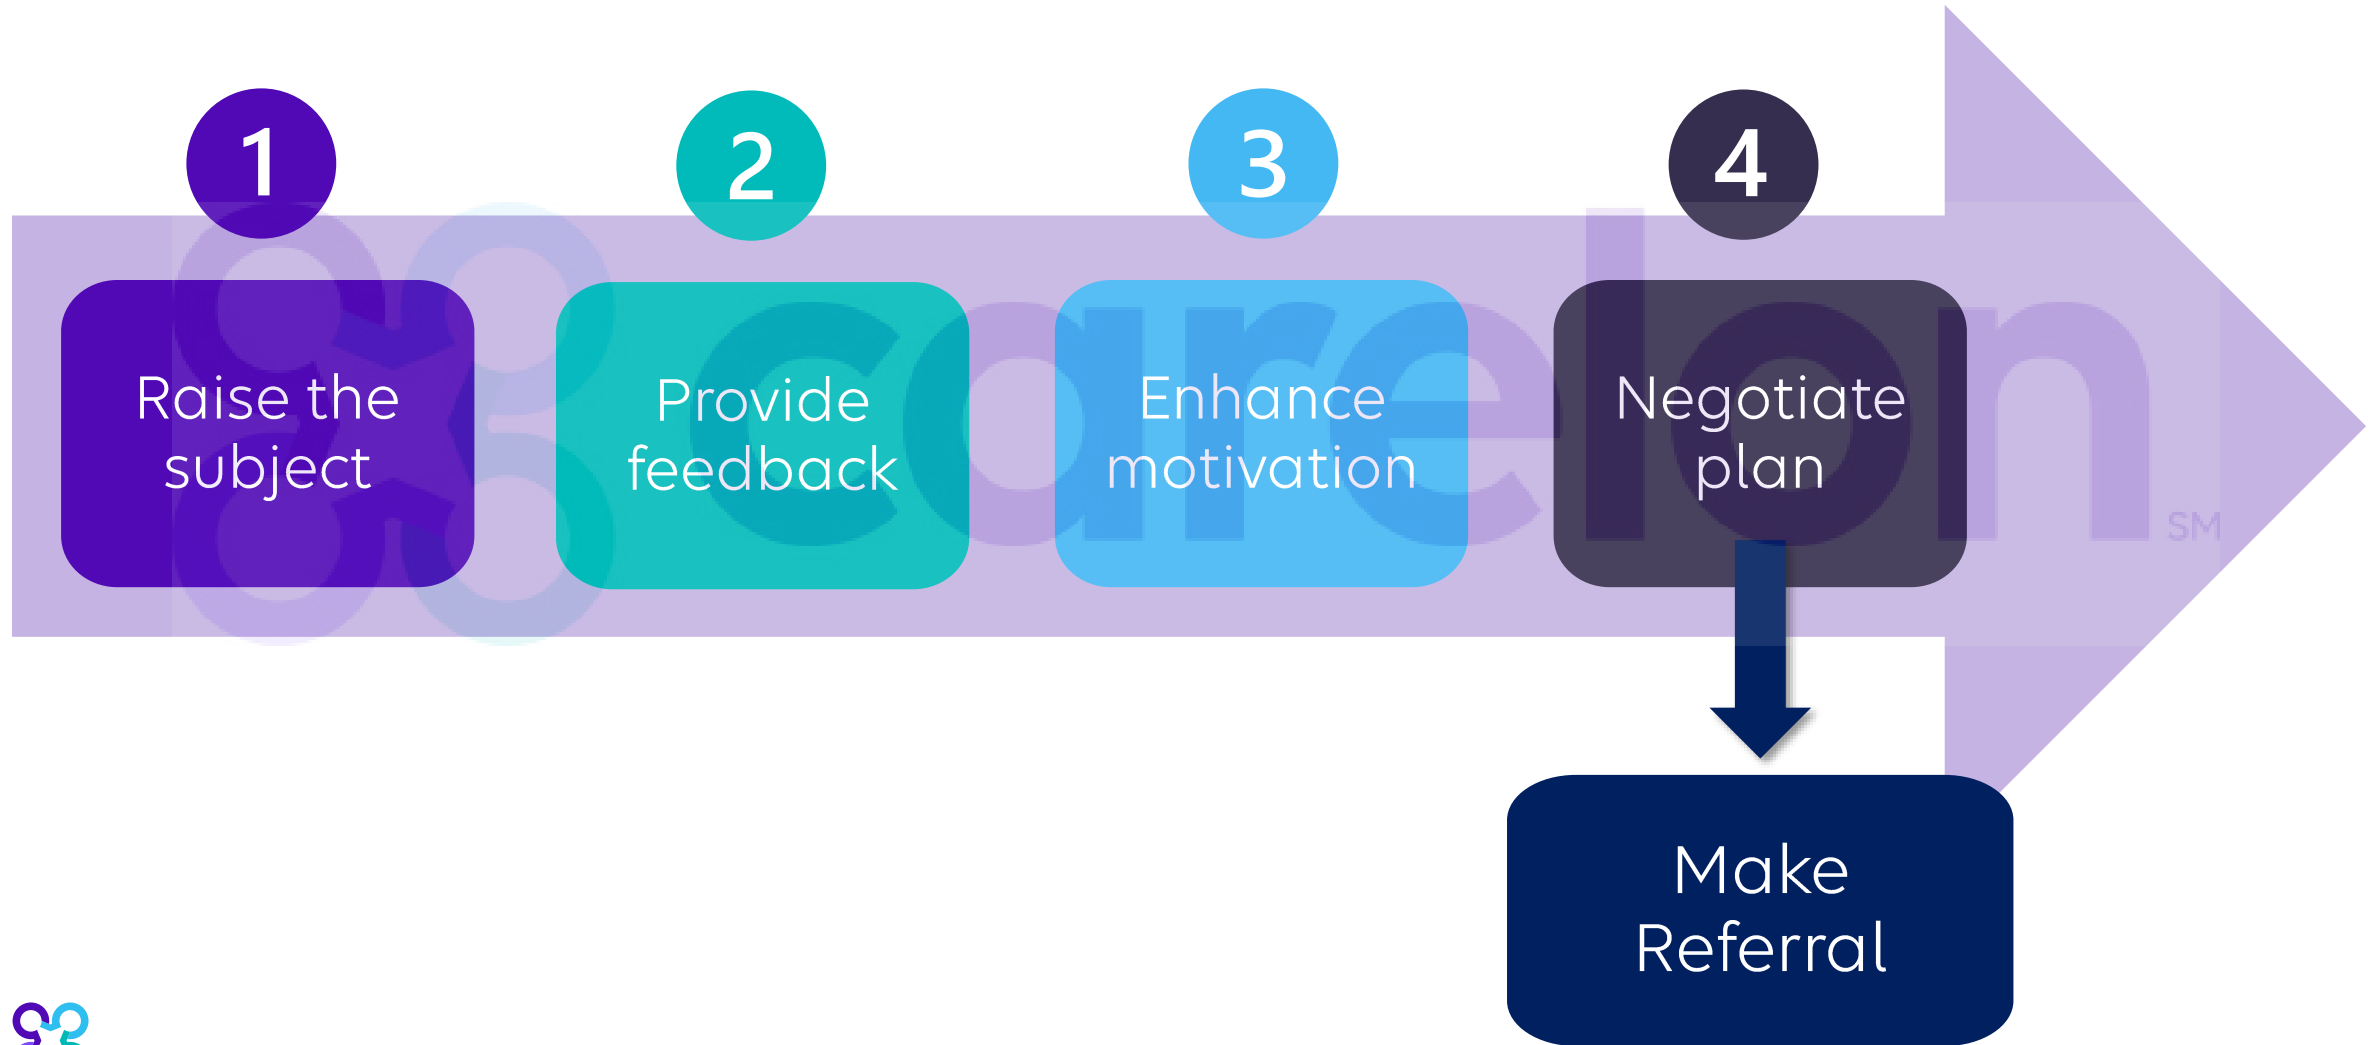 1
2
3
4
Raise the
subject
Provide
feedback
Enhance
motivation
Negotiate
plan
carelon
SM
Make
Referral